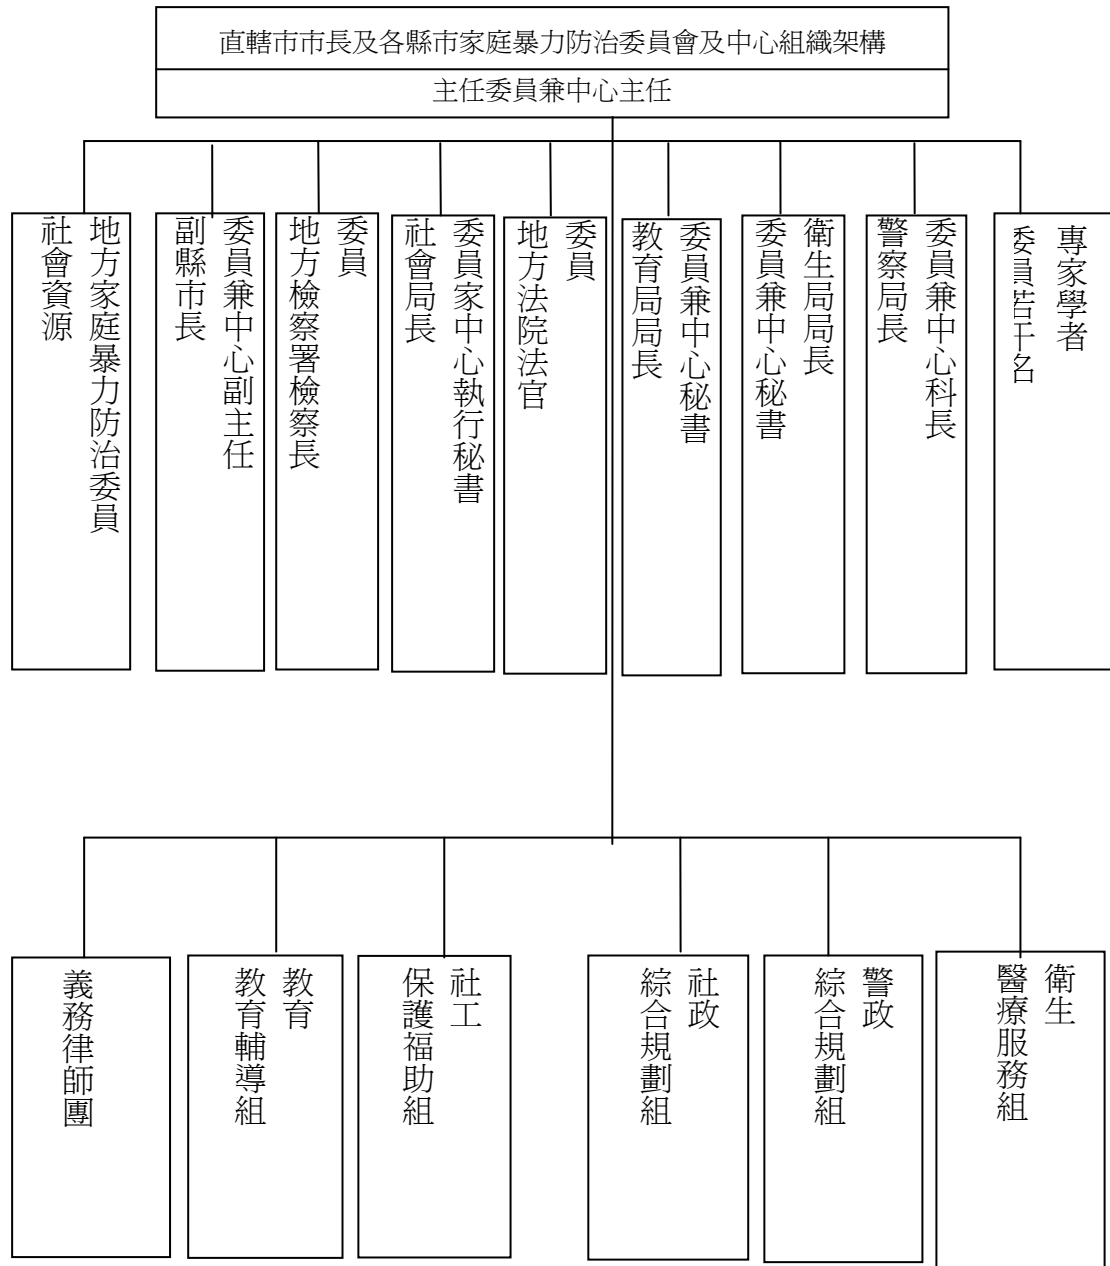 直轄市市長及各縣市家庭暴力防治委員會及中心組織架構
主任委員兼中心主任
地方家庭暴力防治委員
社會資源
委員兼中心副主任
副縣市長
委員
地方檢察署檢察長
委員家中心執行秘書
社會局長
委員
地方法院法官
委員兼中心秘書
教育局局長
衛生局局長
委員兼中心秘書
委員兼中心科長
警察局長
專家學者
委員若干名
義務律師團
教育
教育輔導組
社工
保護福助組
社政
綜合規劃組
警政
綜合規劃組
衛生
醫療服務組